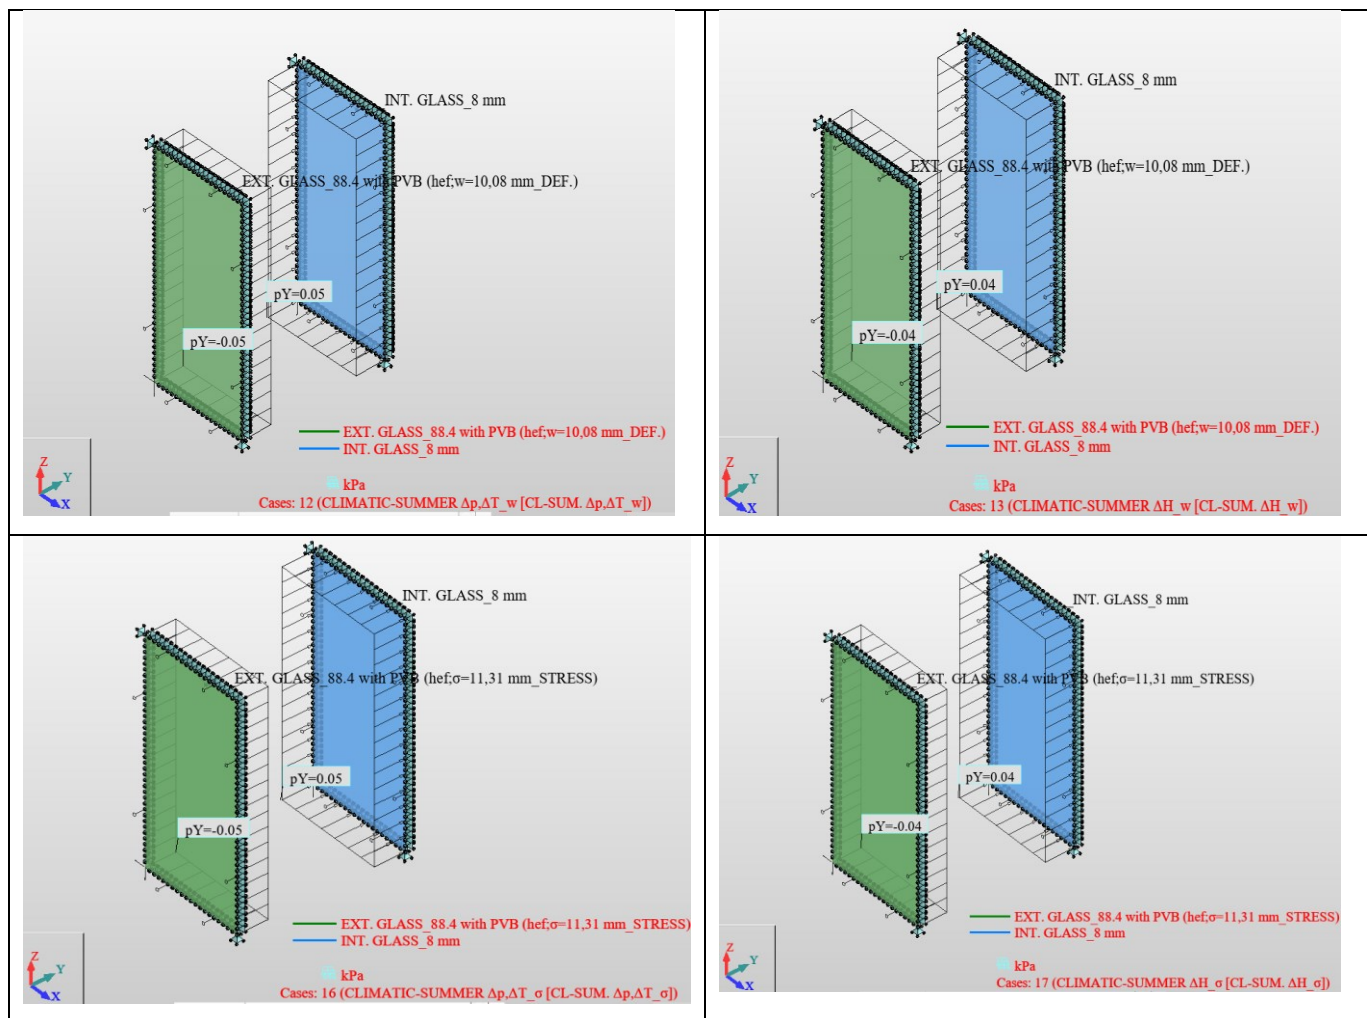 INT. GLASS_8 mm
EXT. GLASS_88.4 with PVB (hef;w=10,08 mm_DEF.)
pY=0.05
pY=-0.05
EXT. GLASS_88.4 with PVB (hef;w=10,08 mm_DEF.)
INT. GLASS_8 mm
Z
Y
X
kPa
Cases: 12 (CLIMATIC-SUMMER Δp,ΔT_w [CL-SUM. Δp,ΔT_w])
INT. GLASS_8 mm
EXT. GLASS_88.4 with PVB (hef;w=10,08 mm_DEF.)
pY=0.04
pY=-0.04
EXT. GLASS_88.4 with PVB (hef;w=10,08 mm_DEF.)
INT. GLASS_8 mm
Z
Y
X
kPa
Cases: 13 (CLIMATIC-SUMMER ΔH_w [CL-SUM. ΔH_w])
INT. GLASS_8 mm
EXT. GLASS_88.4 with PVB (hef;σ=11,31 mm_STRESS)
pY=0.05
pY=-0.05
EXT. GLASS_88.4 with PVB (hef;σ=11,31 mm_STRESS)
INT. GLASS_8 mm
Z
Y
X
kPa
Cases: 16 (CLIMATIC-SUMMER Δp,ΔT_σ [CL-SUM. Δp,ΔT_σ])
INT. GLASS_8 mm
EXT. GLASS_88.4 with PVB (hef;σ=11,31 mm_STRESS)
pY=0.04
pY=-0.04
EXT. GLASS_88.4 with PVB (hef;σ=11,31 mm_STRESS)
INT. GLASS_8 mm
Z
Y
X
kPa
Cases: 17 (CLIMATIC-SUMMER ΔH_σ [CL-SUM. ΔH_σ])